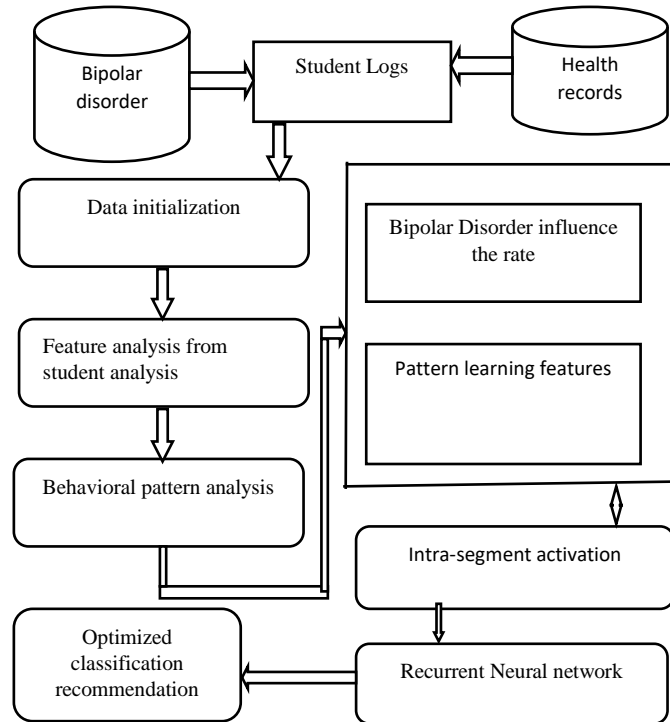 Bipolar
disorder
Student Logs
Health
records
Data initialization
Bipolar Disorder influence
the rate
Feature analysis from
student analysis
Pattern learning features
Behavioral pattern analysis
Intra-segment activation
Optimized
classification
recommendation
Recurrent Neural network